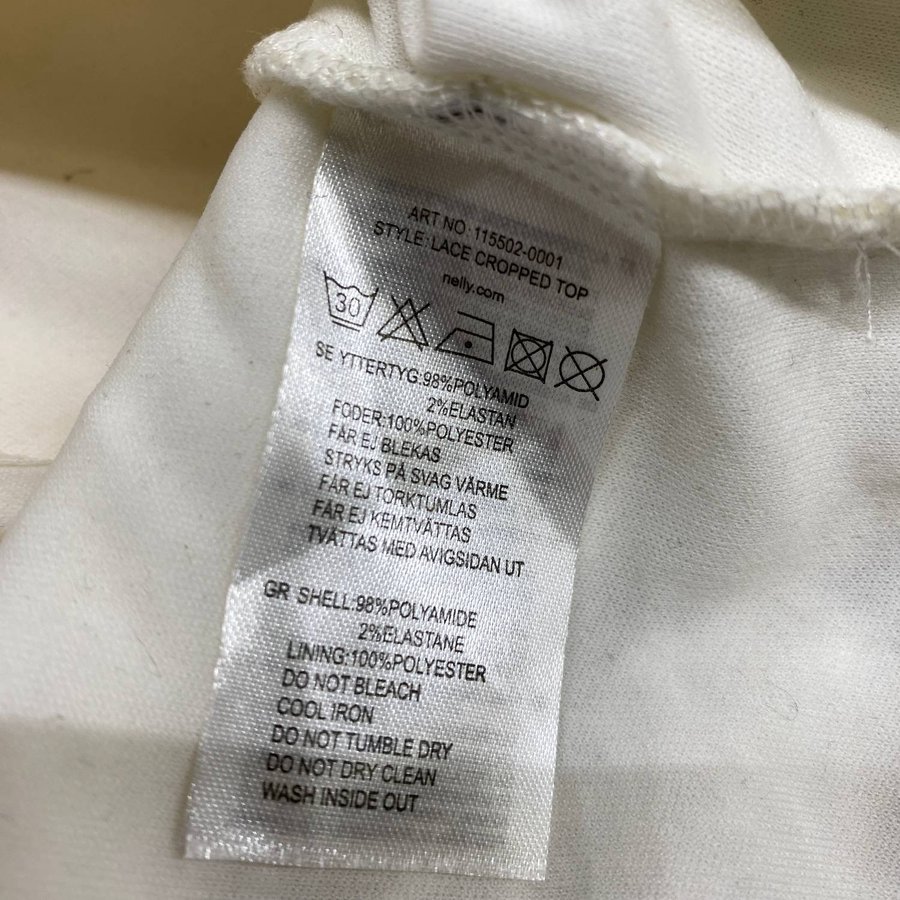 ART NO: 115502-0001
STYLE: LACE CROPPED TOP
nelly.com
30
SE YTTERTYG:98%POLYAMID
2%ELASTAN
FODER:100%POLYESTER
FÅR EJ BLEKAS
STRYKS PÅ SVAG VÄRME
FÅR EJ TORKTUMLAS
FÅR EJ KEMTVÄTTAS
TVÄTTAS MED AVIGSIDAN UT
GR SHELL:98%POLYAMIDE
2%ELASTANE
LINING:100%POLYESTER
DO NOT BLEACH
COOL IRON
DO NOT TUMBLE DRY
DO NOT DRY CLEAN
WASH INSIDE OUT